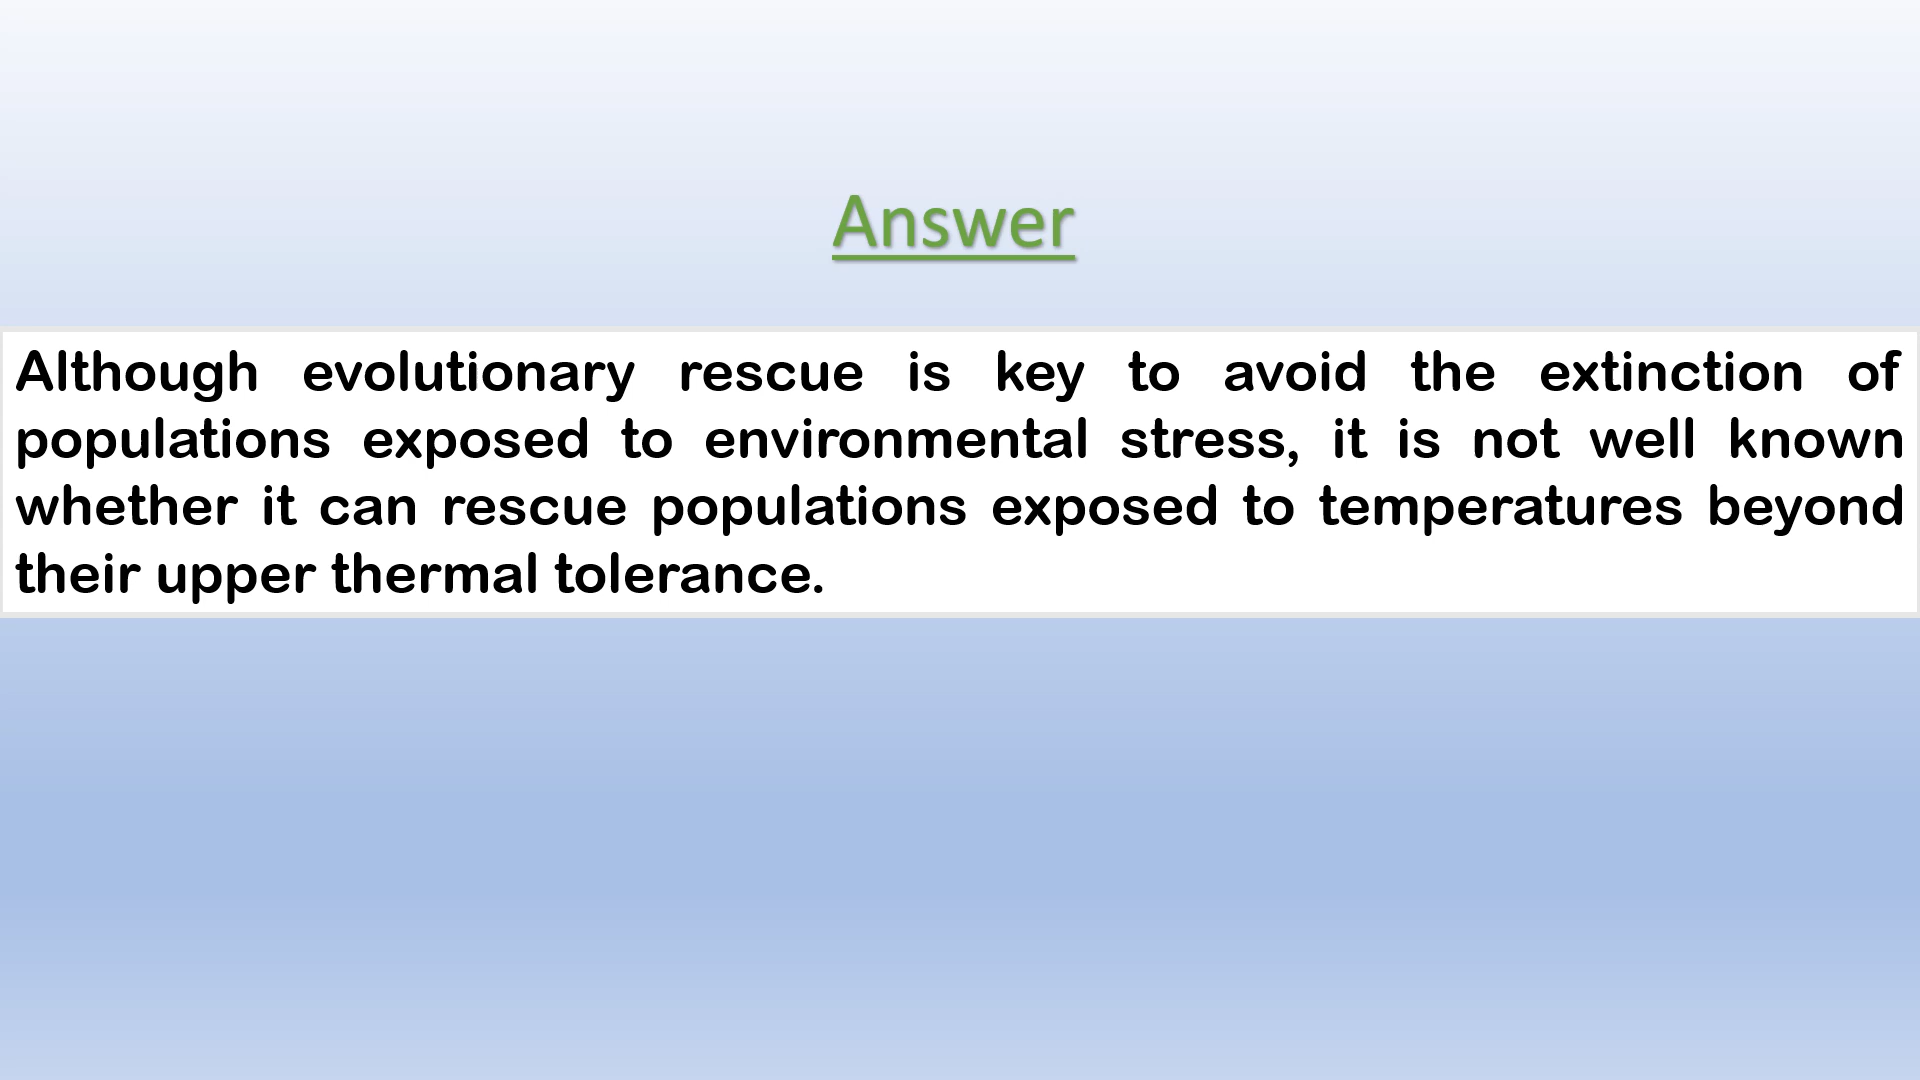 Answer
Although evolutionary rescue is key to avoid the extinction of
populations exposed to environmental stress, it is not well known
whether it can rescue populations exposed to temperatures beyond
their upper thermal tolerance.